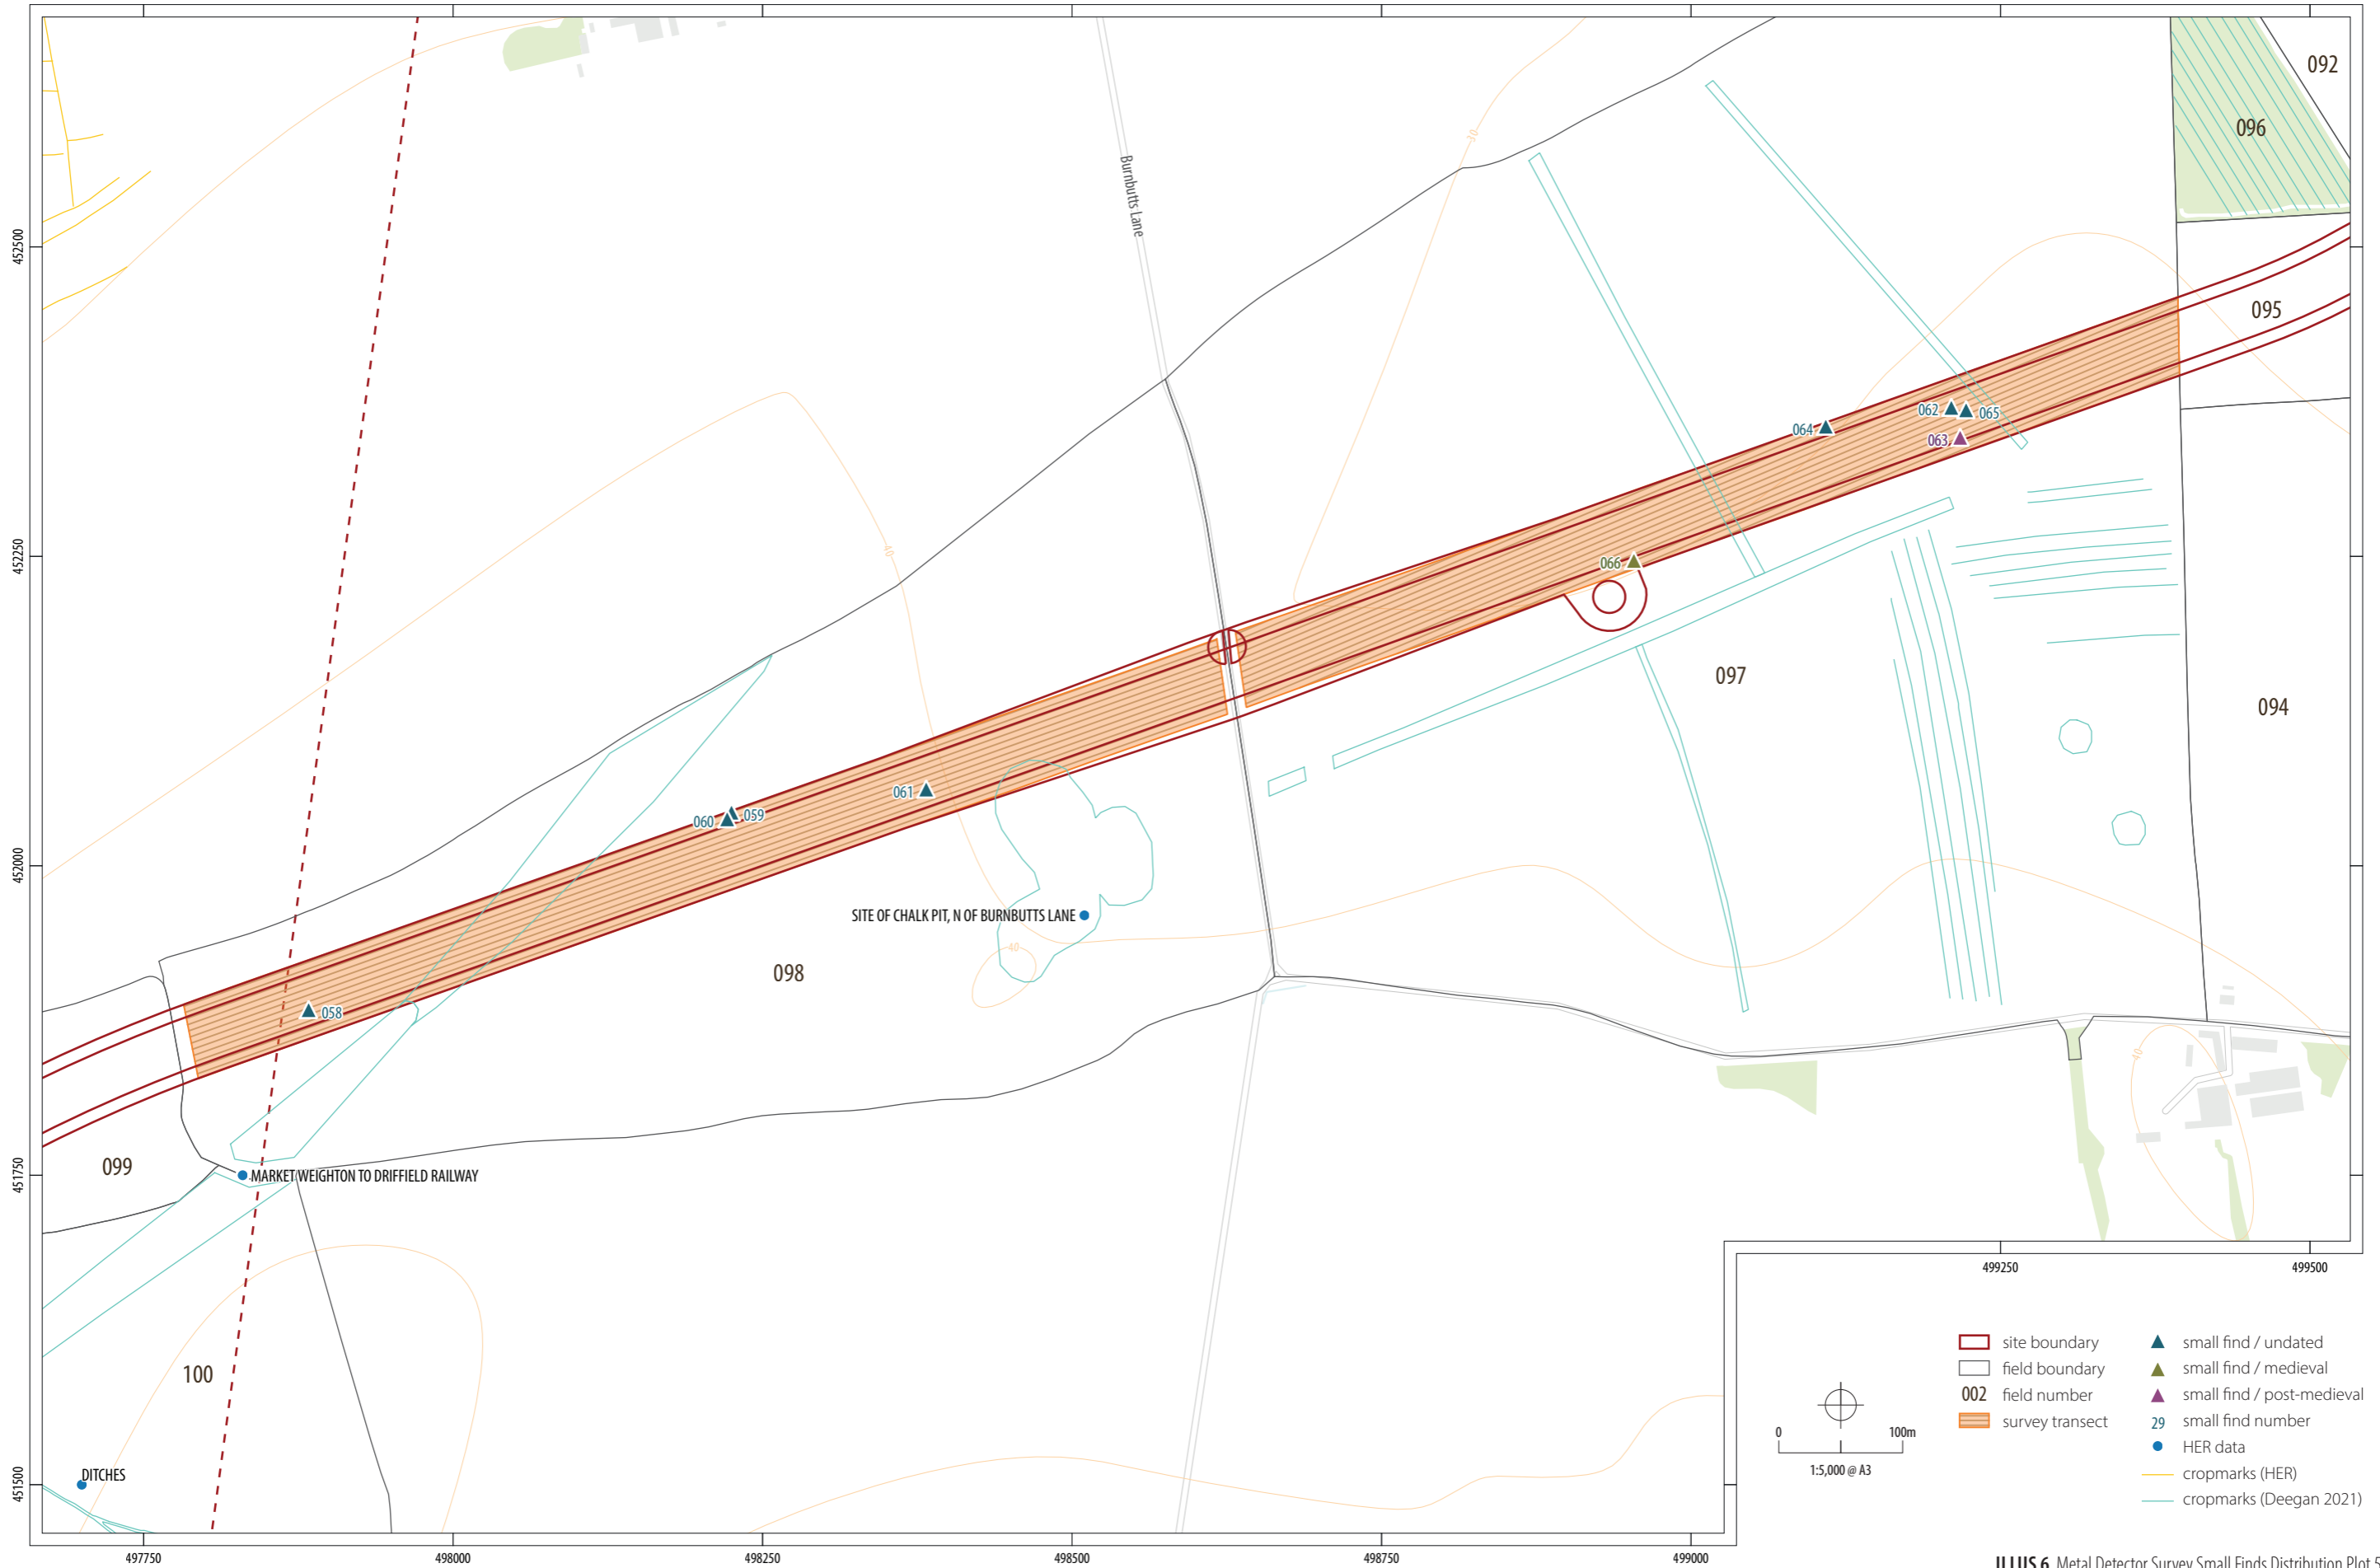 092
096
452500
Burnbutts Lane
30
095
062
065
064
063
40
452250
066
097
094
061
060
059
452000
SITE OF CHALK PIT, N OF BURNBUTTS LANE
40
098
058
40
099
MARKET WEIGHTON TO DRIFFIELD RAILWAY
451750
499250
499500
100
site boundary
field boundary
002 field number
survey transect
small find / undated
small find / medieval
small find / post-medieval
29 small find number
HER data
cropmarks (HER)
cropmarks (Deegan 2021)
0 100m
1:5,000 @ A3
DITCHES
451500
497750
498000
498250
498500
498750
499000
ILLUS 6 Metal Detector Survey Small Finds Distribution Plot 5